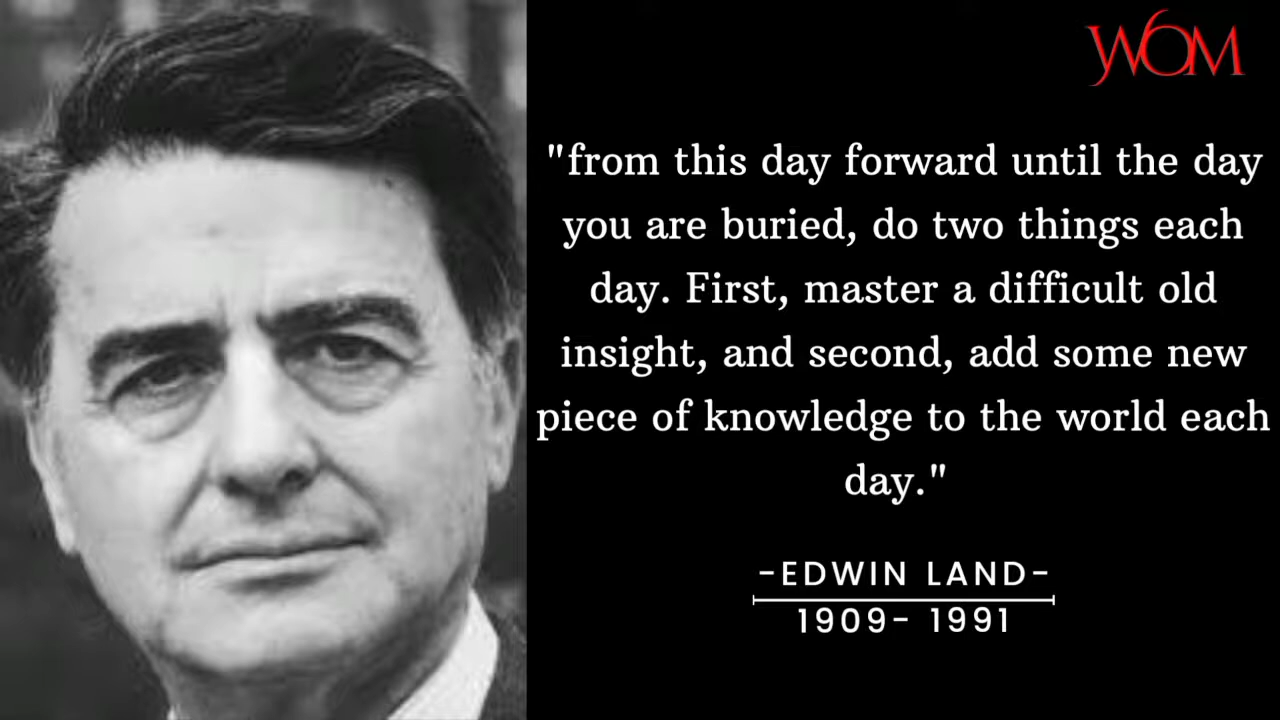 WOM
"from this day forward until the day
you are buried, do two things each
day. First, master a difficult old
insight, and second, add some new
piece of knowledge to the world each
day."
-EDWIN LAND-
1909- 1991